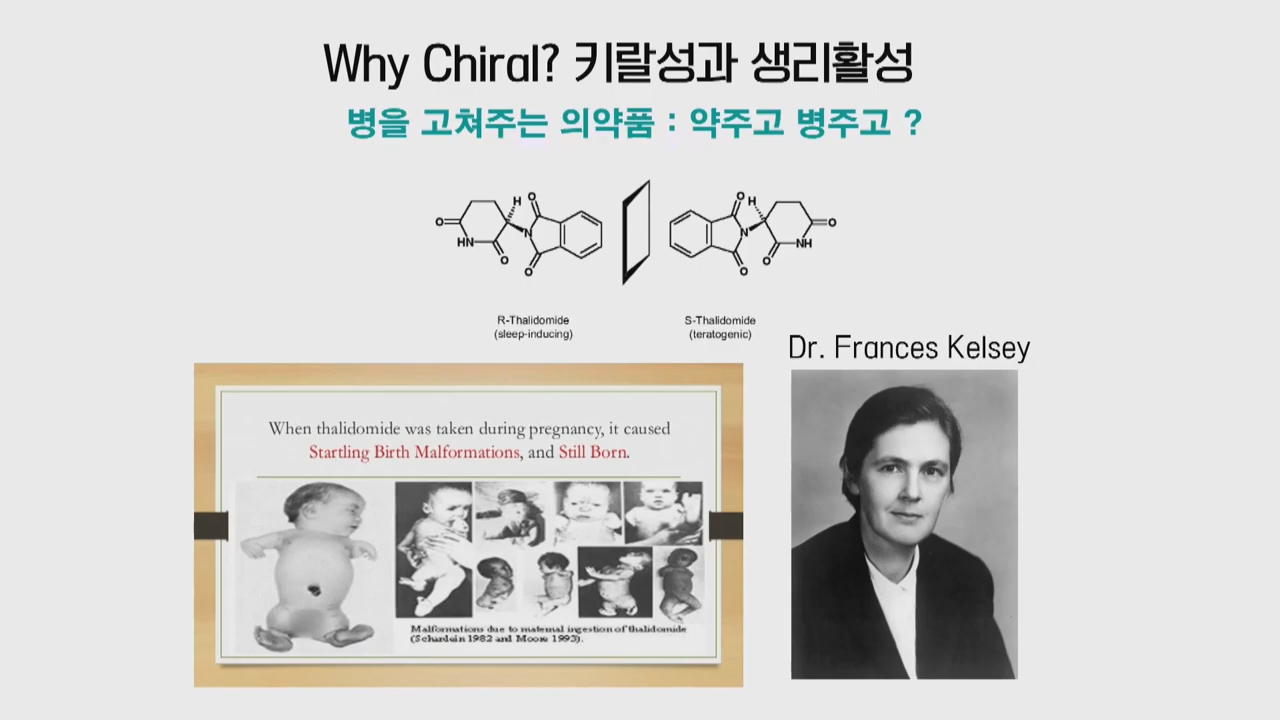 Why Chiral? 키랄성과 생리활성
병을 고쳐주는 의약품 : 약주고 병주고 ?
O HN O H N O O
O O N H O NH O
R-Thalidomide
(sleep-inducing)
S-Thalidomide
(teratogenic)
Dr. Frances Kelsey
When thalidomide was taken during pregnancy, it caused
Startling Birth Malformations, and Still Born.
Malformations due to maternal ingestion of thalidomide
(Schardein 1982 and Moore 1993).